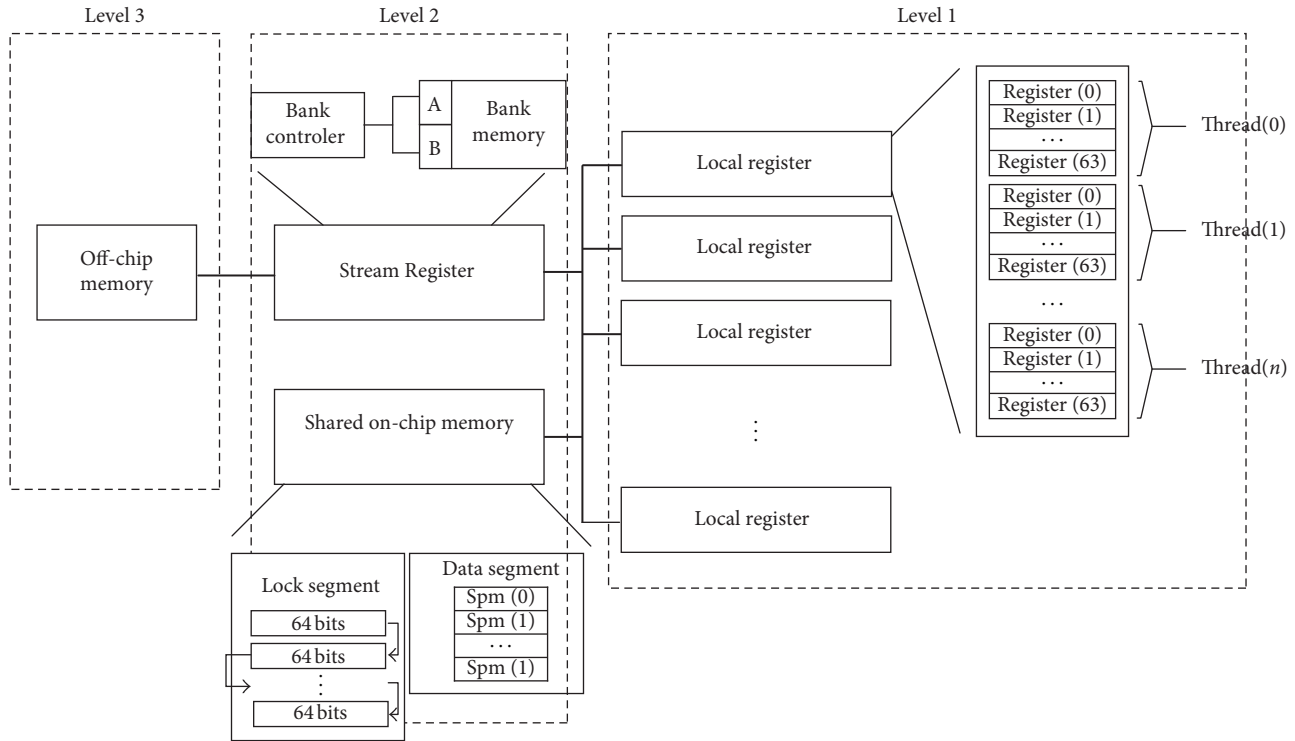 Level 3
Level 2
Level 1
Bank
controler
A
B
Bank
memory
Off-chip
memory
Stream Register
Shared on-chip memory
Lock segment
64 bits
64 bits
⋮
64 bits
Data segment
Spm (0)
Spm (1)
⋯
Spm (1)
Local register
Local register
Local register
⋮
Local register
Register (0)
Register (1)
⋯
Register (63)
Thread(0)
Register (0)
Register (1)
⋯
Register (63)
Thread(1)
⋯
Register (0)
Register (1)
⋯
Register (63)
Thread(n)